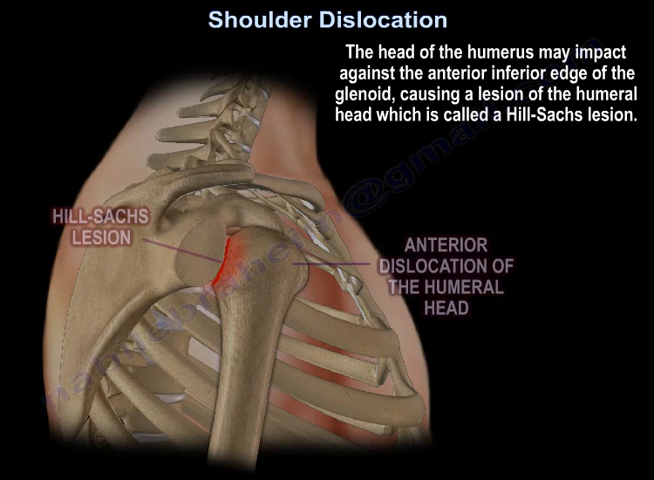 Shoulder Dislocation
The head of the humerus may impact
against the anterior inferior edge of the
glenoid, causing a lesion of the humeral
head which is called a Hill-Sachs lesion.
HILL-SACHS
LESION
ANTERIOR
DISLOCATION OF
THE HUMERAL
HEAD